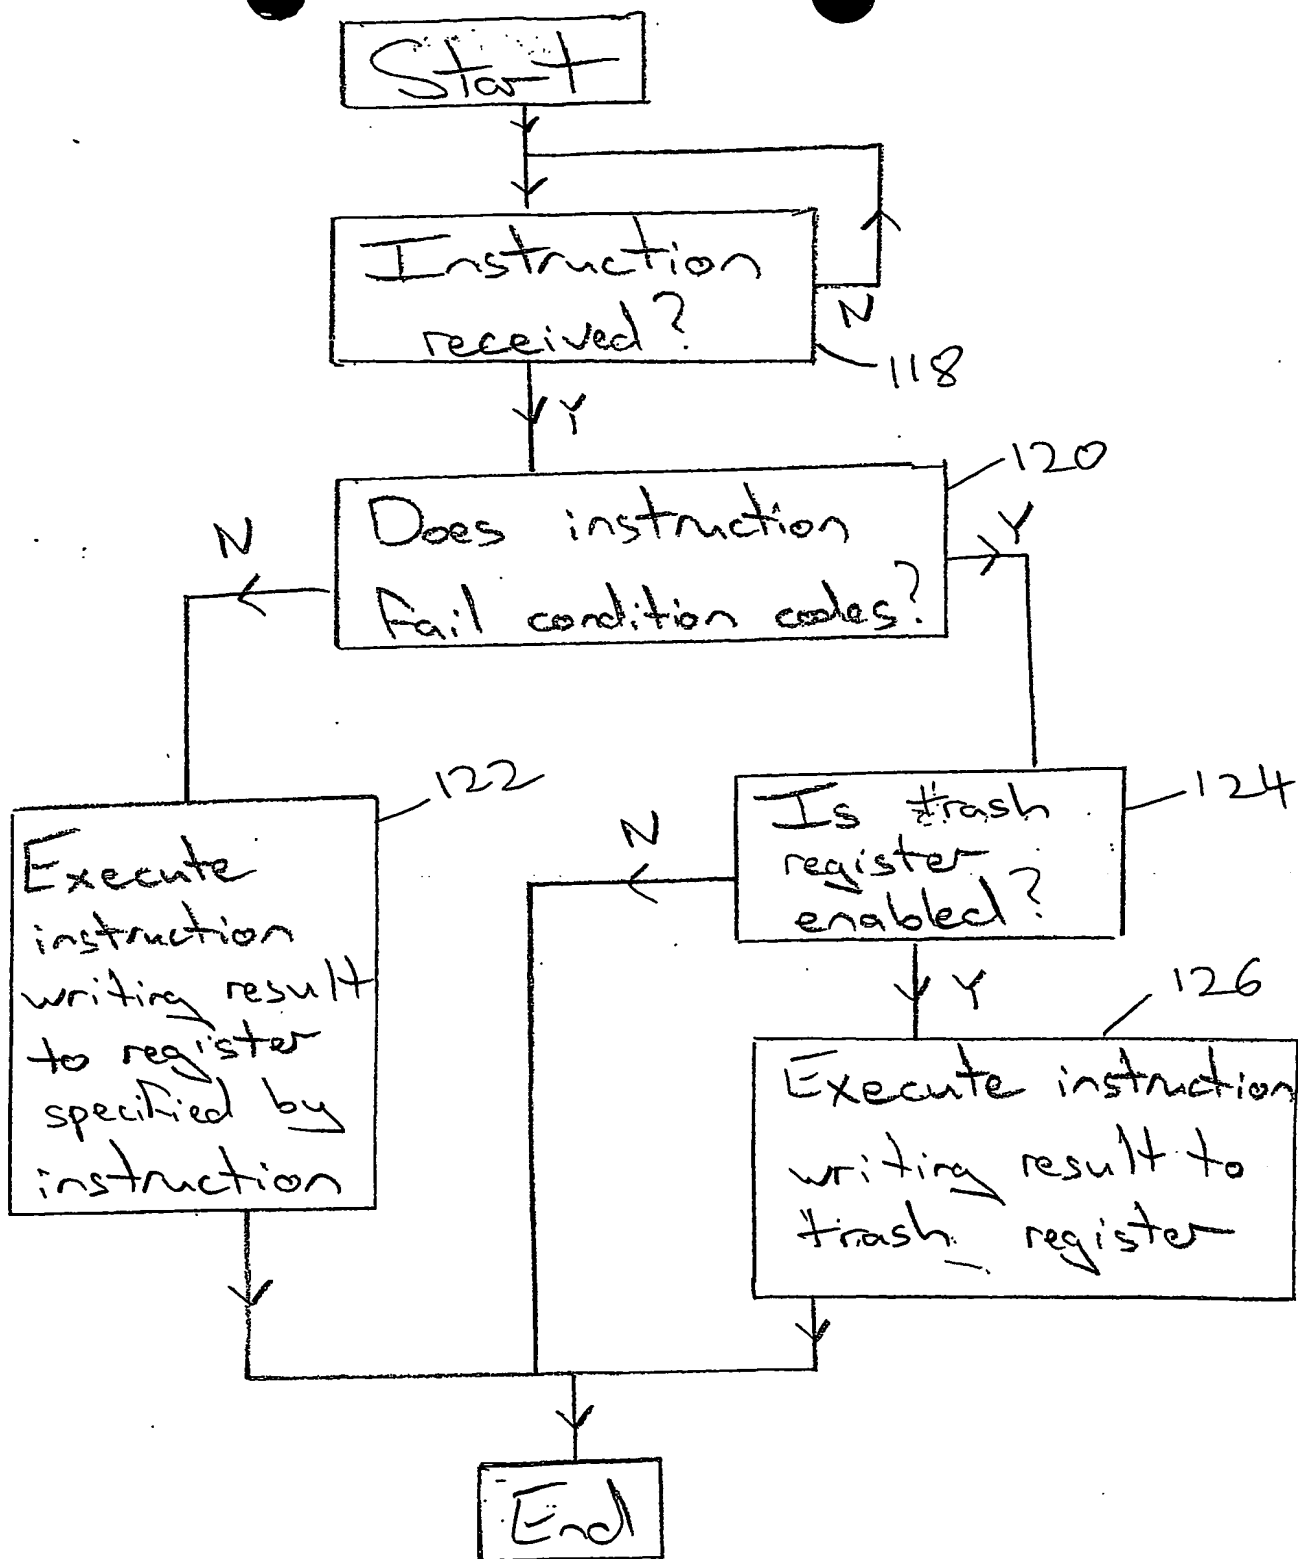 Start
Instruction
received?
N
118
Y
120
Does instruction
fail condition codes?
N
Y
122
Execute
instruction
writing result
to register
specified by
instruction
124
Is trash
register
enabled?
N
Y
126
Execute instruction
writing result to
trash register
End